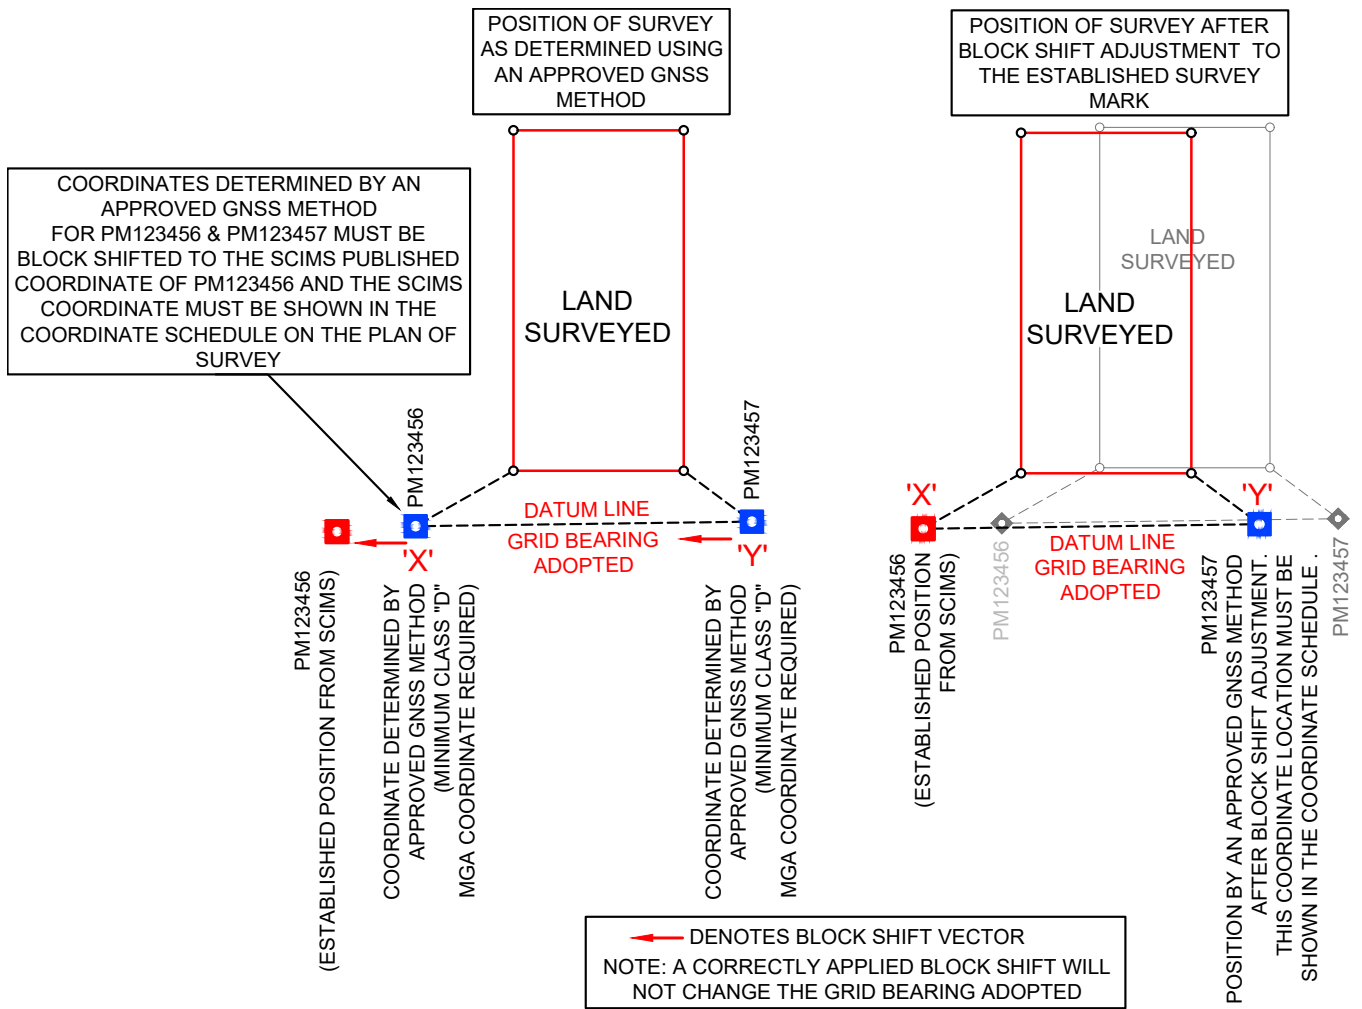 POSITION OF SURVEY
AS DETERMINED USING
AN APPROVED GNSS
METHOD
POSITION OF SURVEY AFTER
BLOCK SHIFT ADJUSTMENT TO
THE ESTABLISHED SURVEY
MARK
COORDINATES DETERMINED BY AN
APPROVED GNSS METHOD
FOR PM123456 & PM123457 MUST BE
BLOCK SHIFTED TO THE SCIMS PUBLISHED
COORDINATE OF PM123456 AND THE SCIMS
COORDINATE MUST BE SHOWN IN THE
COORDINATE SCHEDULE ON THE PLAN OF
SURVEY
LAND
SURVEYED
PM123456
PM123457
DATUM LINE
GRID BEARING
ADOPTED
'X'
'Y'
PM123456
(ESTABLISHED POSITION FROM SCIMS)
COORDINATE DETERMINED BY
APPROVED GNSS METHOD
(MINIMUM CLASS "D"
MGA COORDINATE REQUIRED)
COORDINATE DETERMINED BY
APPROVED GNSS METHOD
(MINIMUM CLASS "D"
MGA COORDINATE REQUIRED)
LAND
SURVEYED
LAND
SURVEYED
'X'
'Y'
DATUM LINE
GRID BEARING
ADOPTED
PM123456
(ESTABLISHED POSITION
FROM SCIMS)
PM123456
PM123457
POSITION BY AN APPROVED GNSS METHOD
AFTER BLOCK SHIFT ADJUSTMENT.
THIS COORDINATE LOCATION MUST BE
SHOWN IN THE COORDINATE SCHEDULE .
PM123457
DENOTES BLOCK SHIFT VECTOR
NOTE: A CORRECTLY APPLIED BLOCK SHIFT WILL
NOT CHANGE THE GRID BEARING ADOPTED